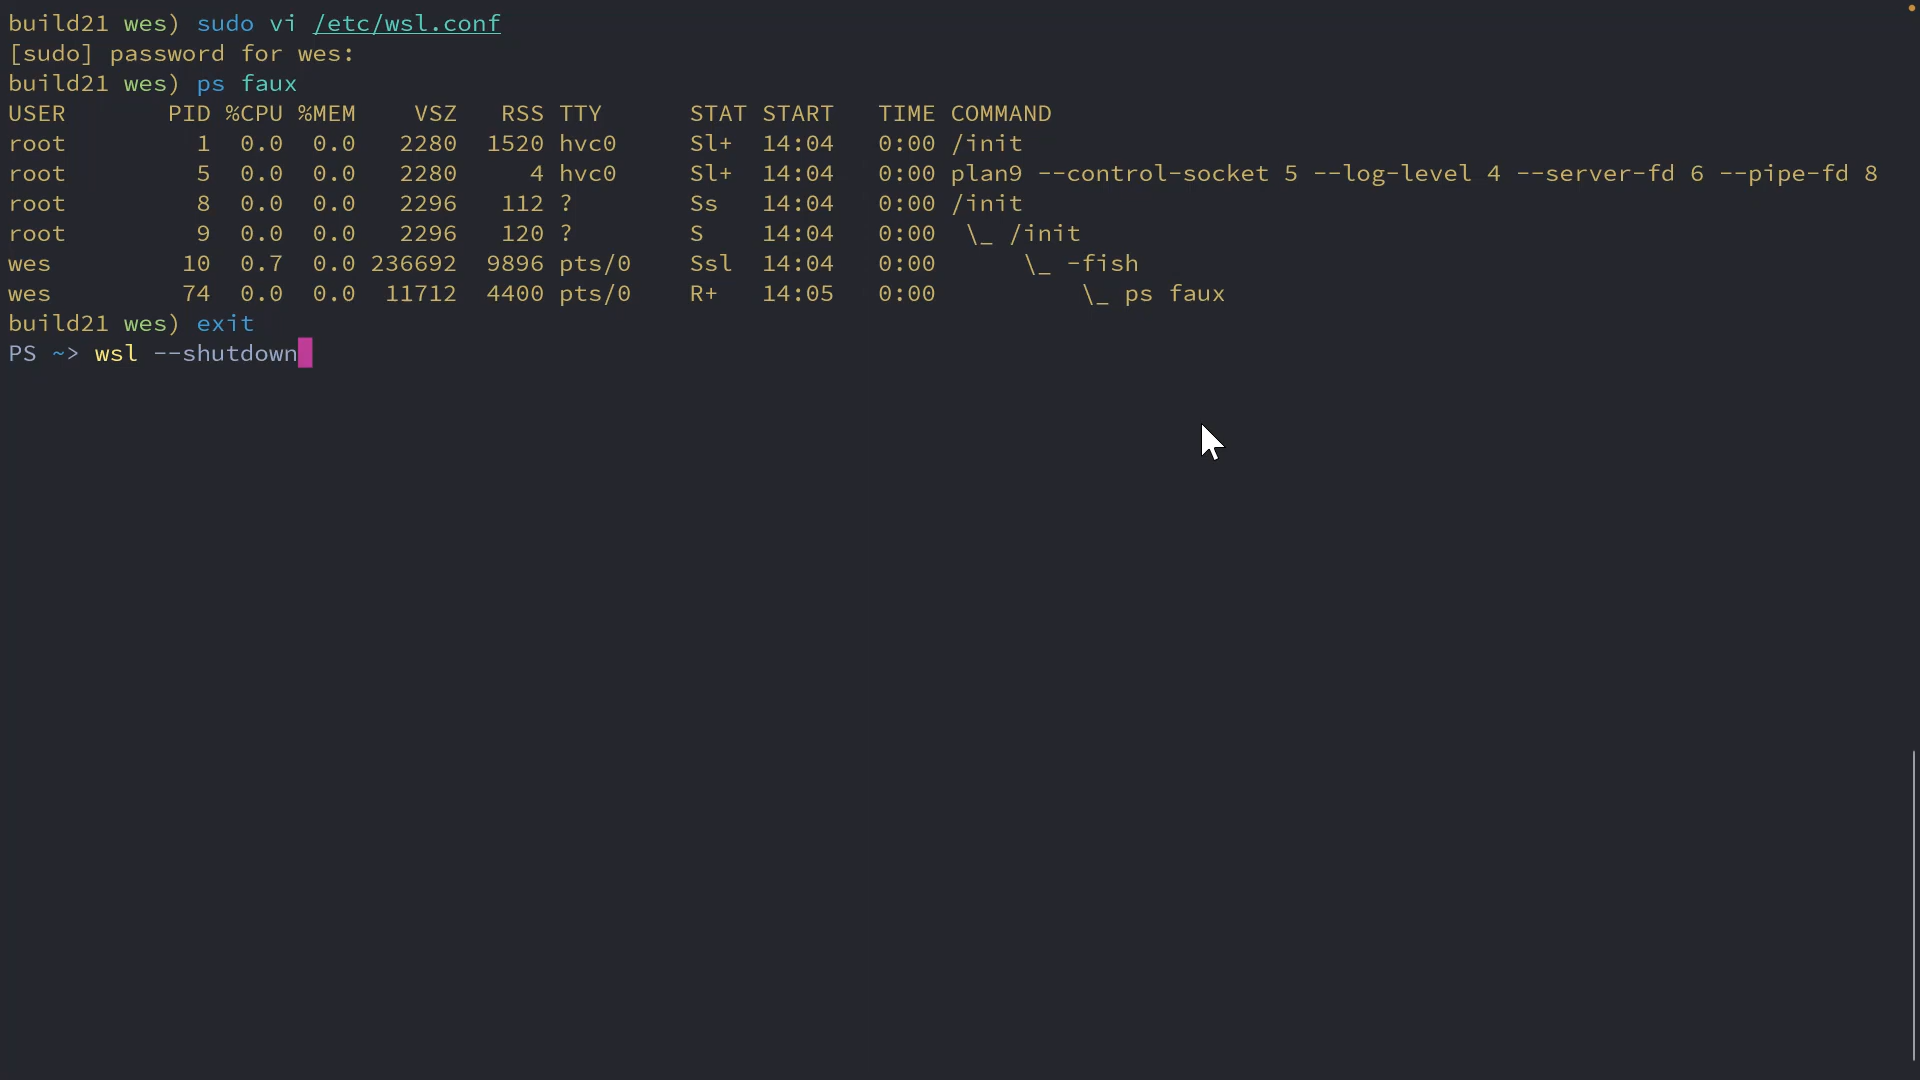 build21 wes) sudo vi /etc/wsl.conf
[sudo] password for wes:
build21 wes) ps faux
USER       PID %CPU %MEM    VSZ   RSS TTY      STAT START   TIME COMMAND
root         1  0.0  0.0   2280  1520 hvc0     Sl+  14:04   0:00 /init
root         5  0.0  0.0   2280     4 hvc0     Sl+  14:04   0:00 plan9 --control-socket 5 --log-level 4 --server-fd 6 --pipe-fd 8
root         8  0.0  0.0   2296   112 ?        Ss   14:04   0:00 /init
root         9  0.0  0.0   2296   120 ?        S    14:04   0:00  \_ /init
wes         10  0.7  0.0 236692  9896 pts/0    Ssl  14:04   0:00      \_ -fish
wes         74  0.0  0.0  11712  4400 pts/0    R+   14:05   0:00          \_ ps faux
build21 wes) exit
PS ~> wsl --shutdown